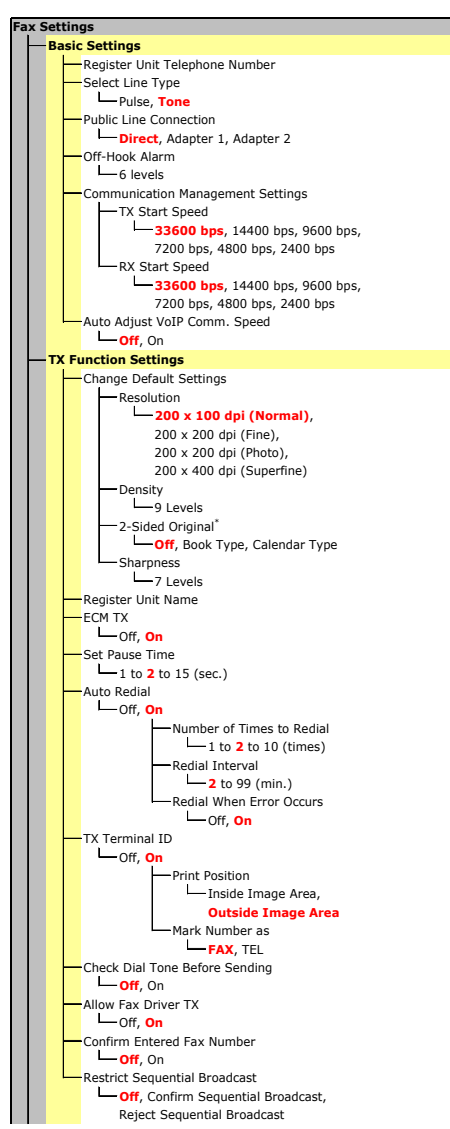 Fax Settings
Basic Settings
Register Unit Telephone Number
Select Line Type
Pulse, Tone
Public Line Connection
Direct, Adapter 1, Adapter 2
Off-Hook Alarm
6 levels
Communication Management Settings
TX Start Speed
33600 bps, 14400 bps, 9600 bps,
7200 bps, 4800 bps, 2400 bps
RX Start Speed
33600 bps, 14400 bps, 9600 bps,
7200 bps, 4800 bps, 2400 bps
Auto Adjust VoIP Comm. Speed
Off, On
TX Function Settings
Change Default Settings
Resolution
200 x 100 dpi (Normal),
200 x 200 dpi (Fine),
200 x 200 dpi (Photo),
200 x 400 dpi (Superfine)
Density
9 Levels
2-Sided Original*
Off, Book Type, Calendar Type
Sharpness
7 Levels
Register Unit Name
ECM TX
Off, On
Set Pause Time
1 to 2 to 15 (sec.)
Auto Redial
Off, On
Number of Times to Redial
1 to 2 to 10 (times)
Redial Interval
2 to 99 (min.)
Redial When Error Occurs
Off, On
TX Terminal ID
Off, On
Print Position
Inside Image Area,
Outside Image Area
Mark Number as
FAX, TEL
Check Dial Tone Before Sending
Off, On
Allow Fax Driver TX
Off, On
Confirm Entered Fax Number
Off, On
Restrict Sequential Broadcast
Off, Confirm Sequential Broadcast,
Reject Sequential Broadcast